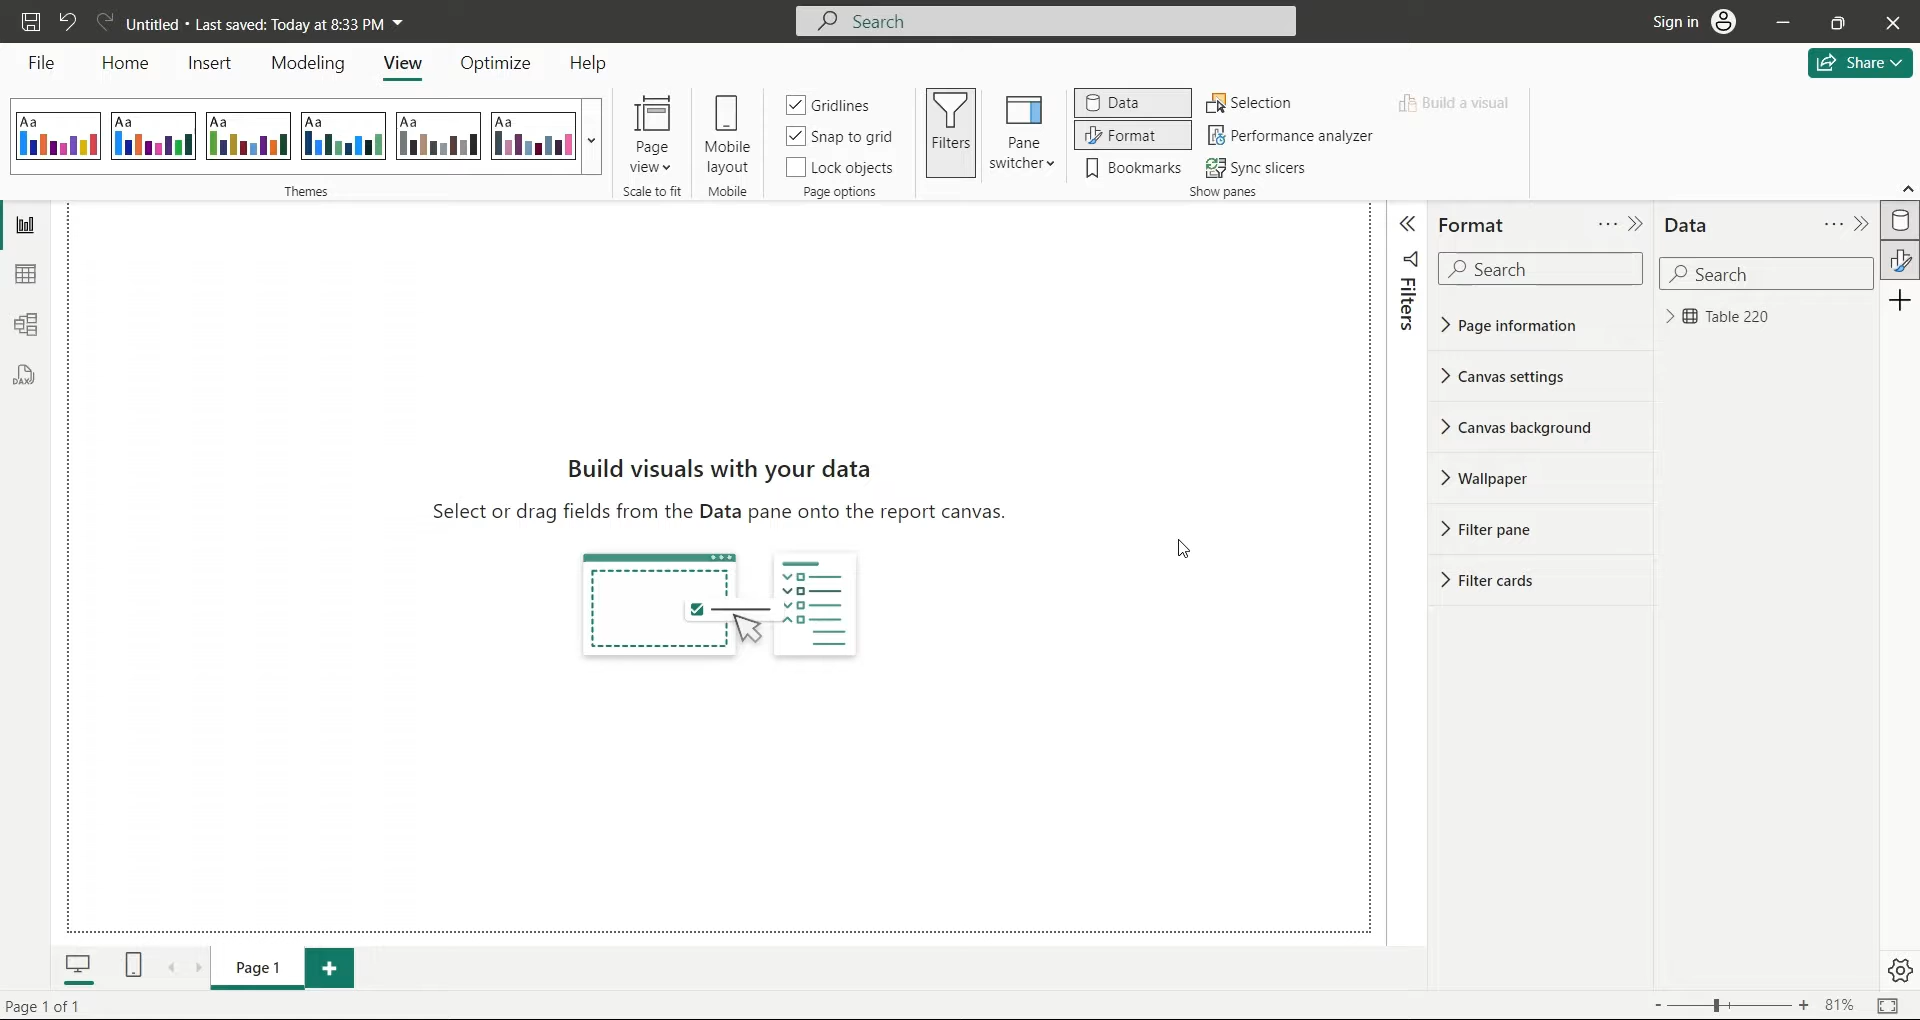 Untitled • Last saved: Today at 8:33 PM
Search
Sign in
File
Home
Insert
Modeling
View
Optimize
Help
Share
Aa
Aa
Aa
Aa
Aa
Aa
Themes
Page
view
Scale to fit
Mobile
layout
Mobile
Gridlines
Snap to grid
Lock objects
Page options
Filters
Pane
switcher
Data
Format
Bookmarks
Selection
Performance analyzer
Sync slicers
Show panes
Build a visual
DAX
Build visuals with your data
Select or drag fields from the Data pane onto the report canvas.
Filters
Format
Search
Page information
Canvas settings
Canvas background
Wallpaper
Filter pane
Filter cards
Data
Search
Table 220
Page 1
Page 1 of 1
- + 81%